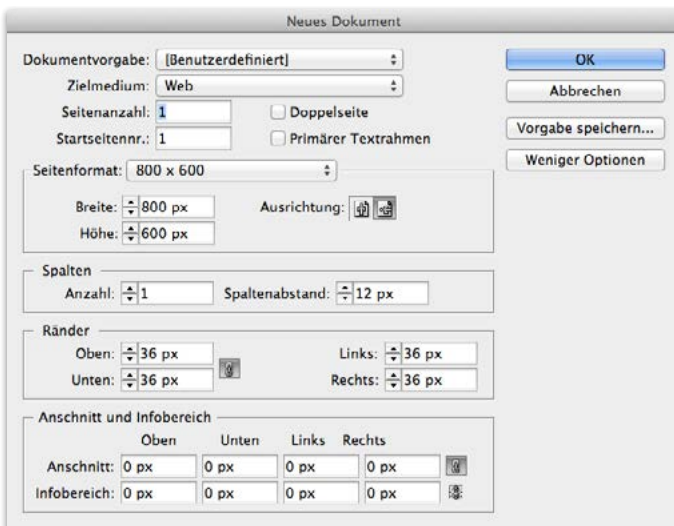 Neues Dokument
Dokumentvorgabe: [Benutzerdefiniert]
OK
Zielmedium: Web
Abbrechen
Seitenanzahl: 1 Doppelseite
Startseitennr.: 1 Primärer Textrahmen
Vorgabe speichern...
Weniger Optionen
Seitenformat: 800 x 600
Breite: 800 px Ausrichtung:
Höhe: 600 px
Spalten
Anzahl: 1 Spaltenabstand: 12 px
Ränder
Oben: 36 px Links: 36 px
Unten: 36 px Rechts: 36 px
Anschnitt und Infobereich
Oben Unten Links Rechts
Anschnitt: 0 px 0 px 0 px 0 px
Infobereich: 0 px 0 px 0 px 0 px